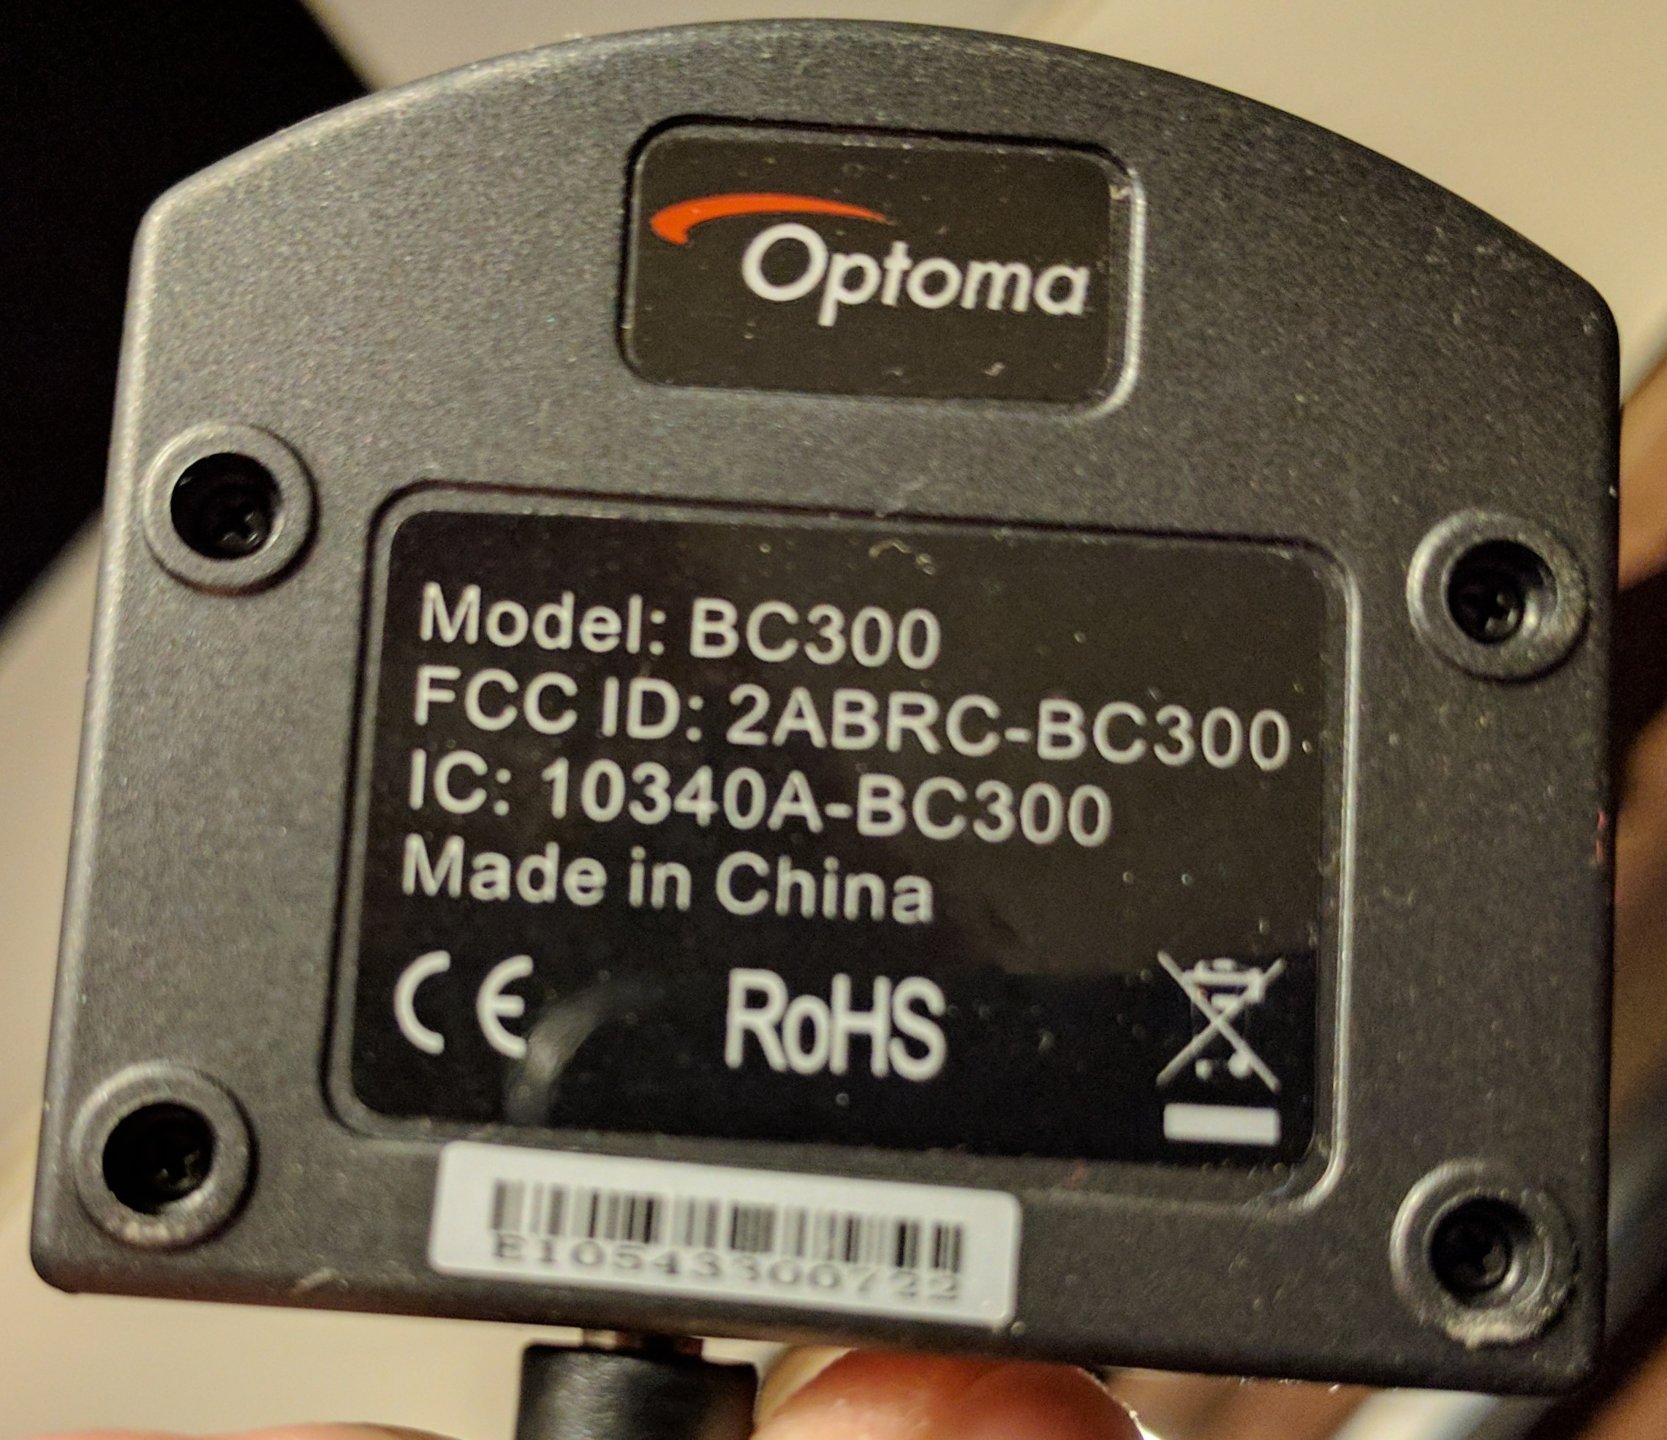 Optoma
Model: BC300
FCC ID: 2ABRC-BC300
IC: 10340A-BC300
Made in China
CE RoHS
E10543300722